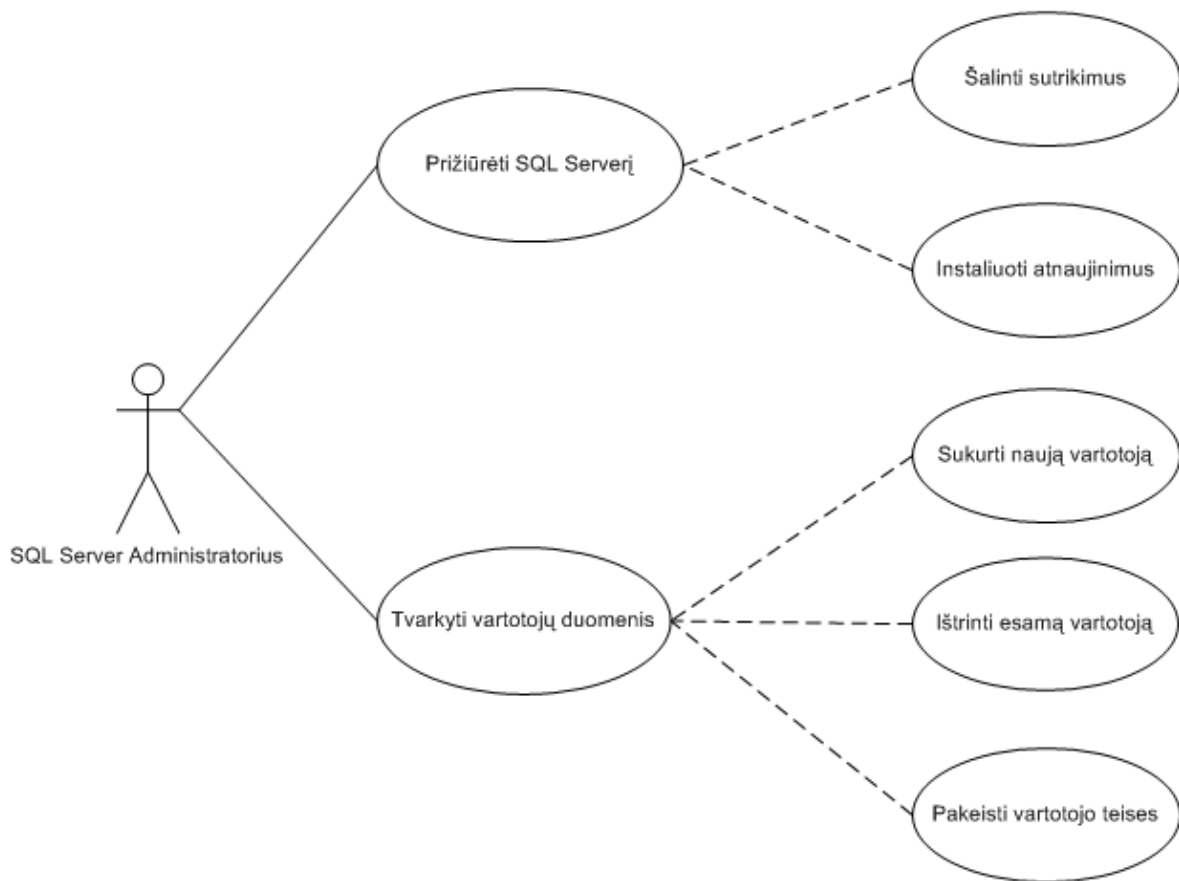 Šalinti sutrikimus
Prižiūrėti SQL Serverį
Instaliuoti atnaujinimus
Sukurti naują vartotoją
SQL Server Administratorius
Tvarkyti vartotojų duomenis
Ištrinti esamą vartotoją
Pakeisti vartotojo teises